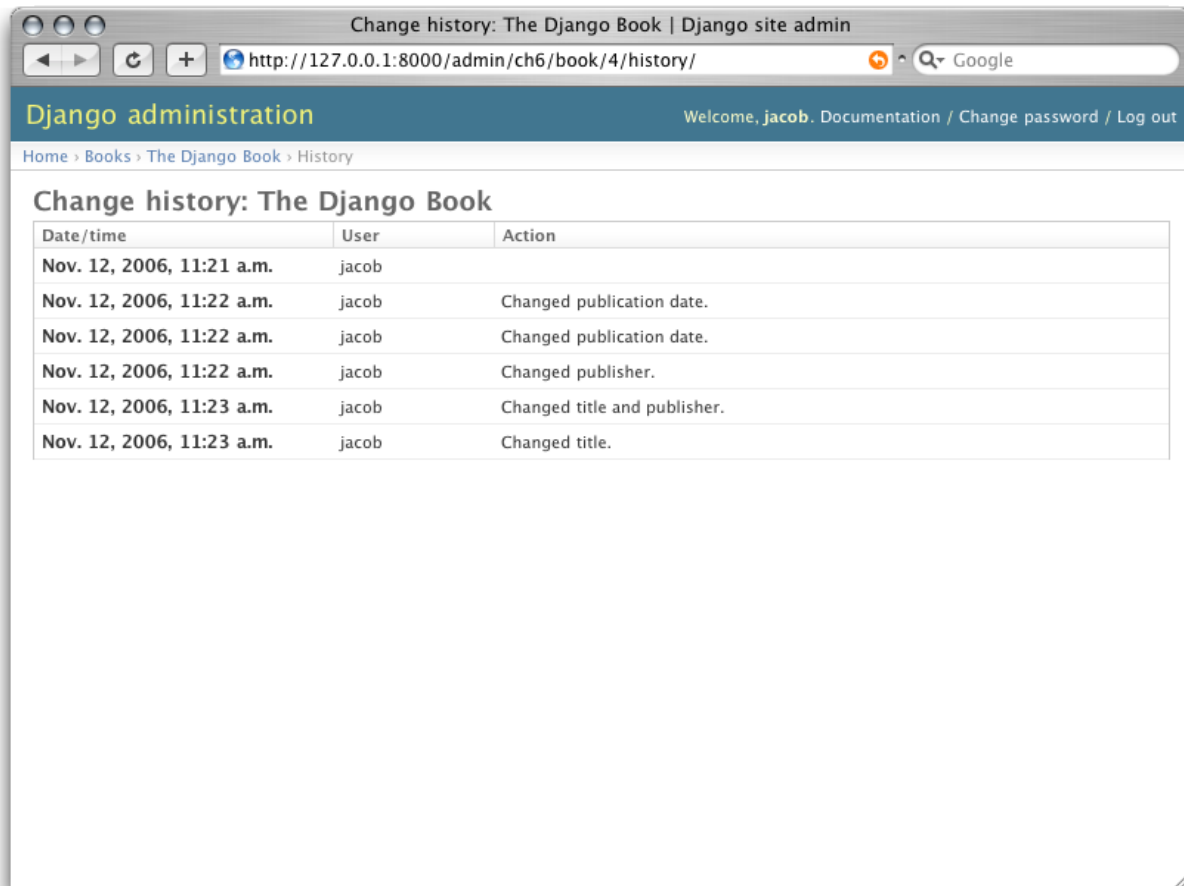 Change history: The Django Book | Django site admin
http://127.0.0.1:8000/admin/ch6/book/4/history/ Google
Django administration Welcome, jacob. Documentation / Change password / Log out
Home › Books › The Django Book › History
Change history: The Django Book
Date/time User Action
Nov. 12, 2006, 11:21 a.m. jacob
Nov. 12, 2006, 11:22 a.m. jacob Changed publication date.
Nov. 12, 2006, 11:22 a.m. jacob Changed publication date.
Nov. 12, 2006, 11:22 a.m. jacob Changed publisher.
Nov. 12, 2006, 11:23 a.m. jacob Changed title and publisher.
Nov. 12, 2006, 11:23 a.m. jacob Changed title.